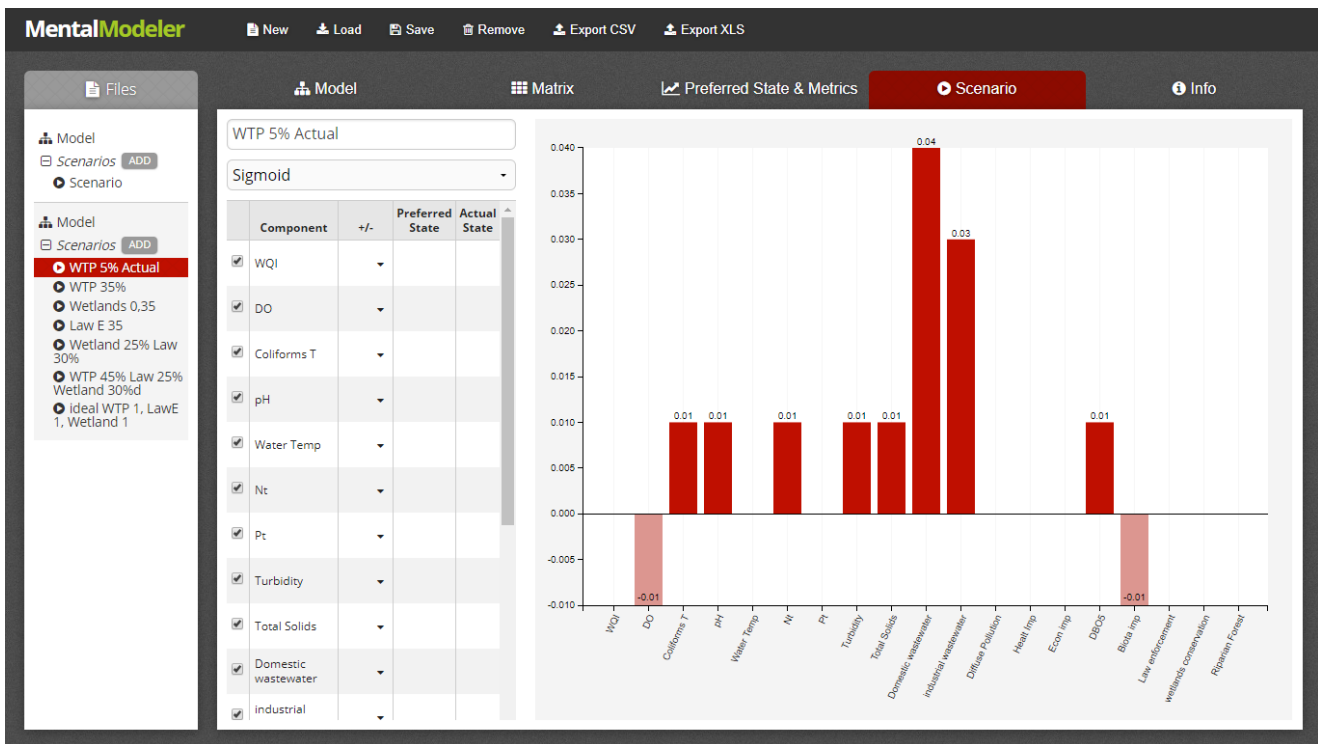 MentalModeler
New Load Save Remove Export CSV Export XLS
Files
Model Matrix Preferred State & Metrics Scenario Info
Model
Scenarios ADD
Scenario
Model
Scenarios ADD
WTP 5% Actual
WTP 35%
Wetlands 0,35
Law E 35
Wetland 25% Law
30%
WTP 45% Law 25%
Wetland 30%d
ideal WTP 1, LawE
1, Wetland 1
WTP 5% Actual
Sigmoid
Component +/- Preferred State Actual State
WQI
DO
Coliforms T
pH
Water Temp
Nt
Pt
Turbidity
Total Solids
Domestic
wastewater
industrial
0.040
0.035
0.030
0.025
0.020
0.015
0.010
0.005
0.000
-0.005
-0.010
-0.01
0.01
0.01
0.01
0.01
0.01
0.04
0.03
0.01
-0.01
WQI
DO
Coliforms T
pH
Water Temp
Nt
Pt
Turbidity
Total Solids
Domestic wastewater
industrial wastewater
Diffuse Pollution
Healt Imp
Econ imp
DBO5
Biota imp
Law enforcement
wetlands conservation
Riparian Forest